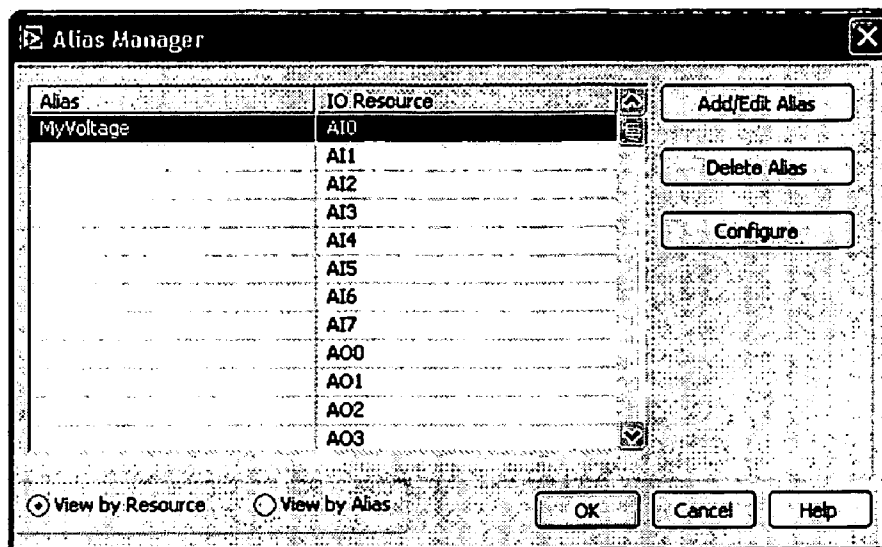 Alias Manager
Alias IO Resource
MyVoltage AI0
AI1
AI2
AI3
AI4
AI5
AI6
AI7
AO0
AO1
AO2
AO3
Add/Edit Alias
Delete Alias
Configure
View by Resource View by Alias
OK Cancel Help